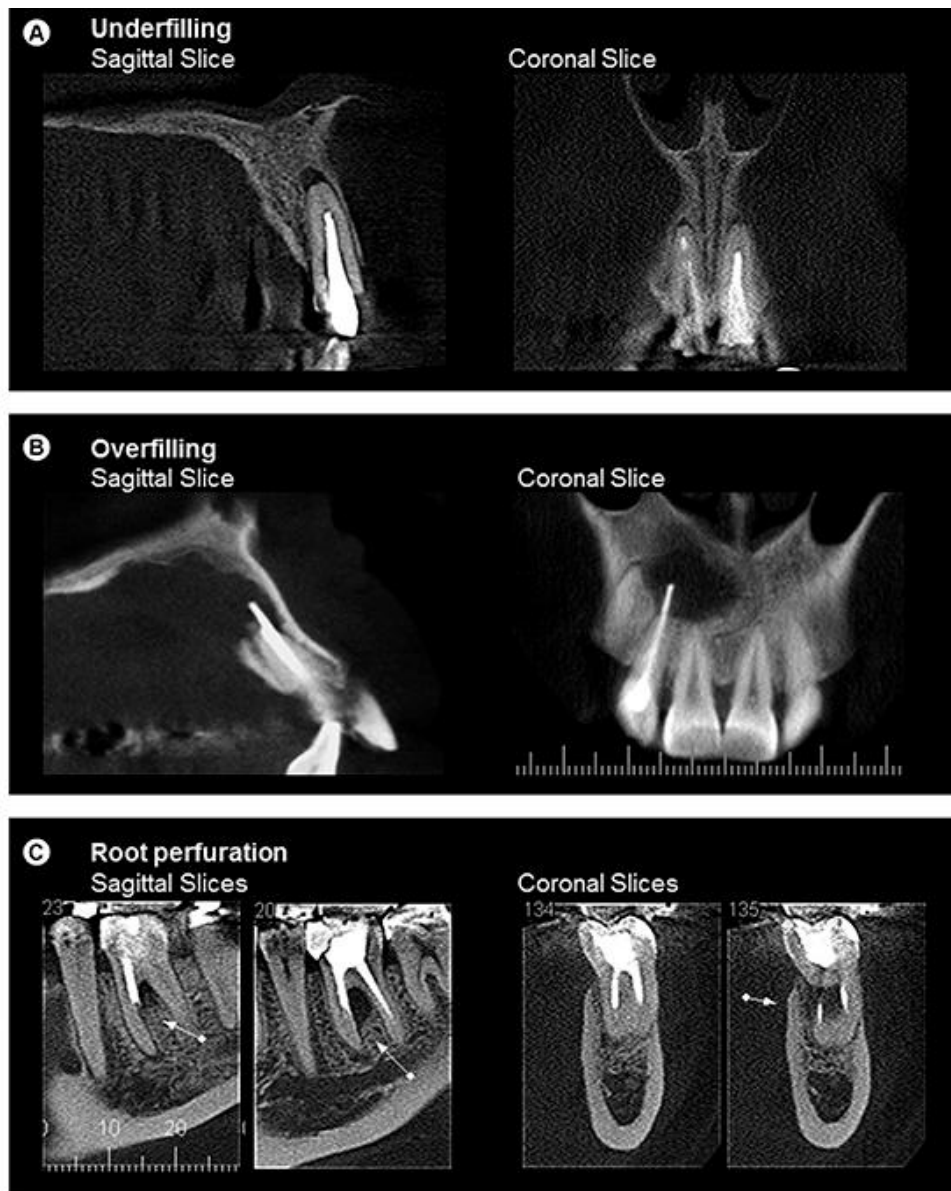 A Underfilling
Sagittal Slice
Coronal Slice
B Overfilling
Sagittal Slice
Coronal Slice
C Root perfuration
Sagittal Slices
Coronal Slices
23
20
134
135
0 10 20